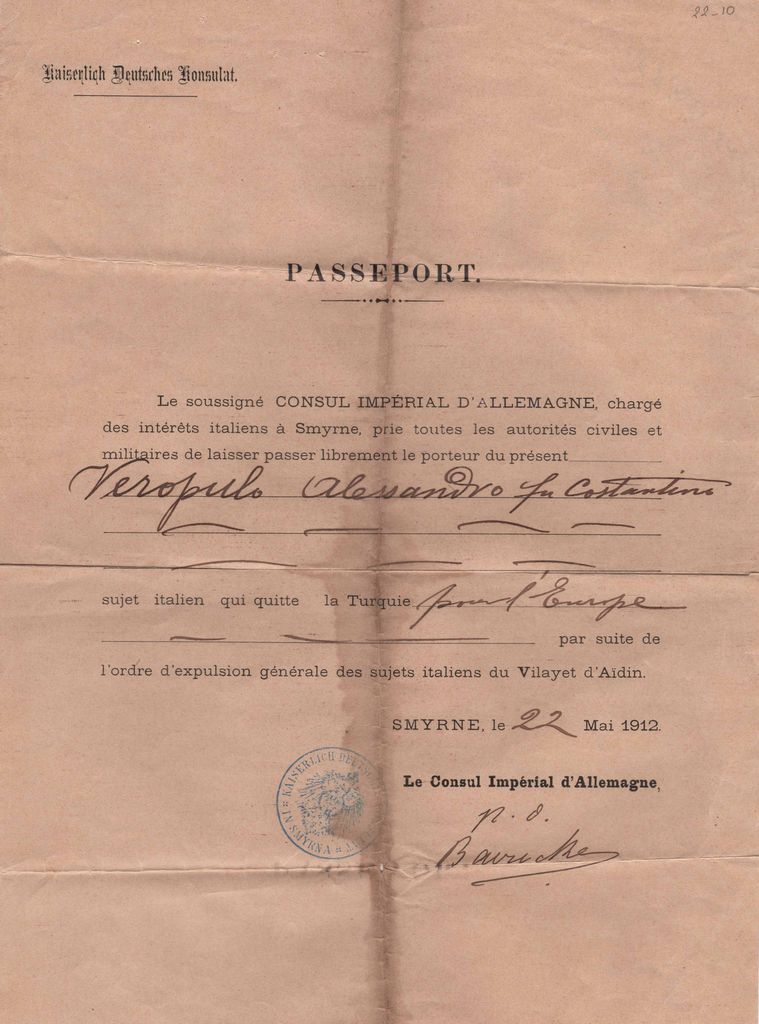 22-10
Kaiserlich Deutsches Konsulat.
PASSEPORT.
Le soussigné CONSUL IMPÉRIAL D'ALLEMAGNE, chargé
des intérêts italiens à Smyrne, prie toutes les autorités civiles et
militaires de laisser passer librement le porteur du présent
Veropulo Alessandro fu Costantino
sujet italien qui quitte la Turquie pour l'Europe
par suite de
l'ordre d'expulsion générale des sujets italiens du Vilayet d'Aïdin.
SMYRNE, le 22 Mai 1912.
KAISERLICH IN SMYRNA
Le Consul Impérial d'Allemagne,